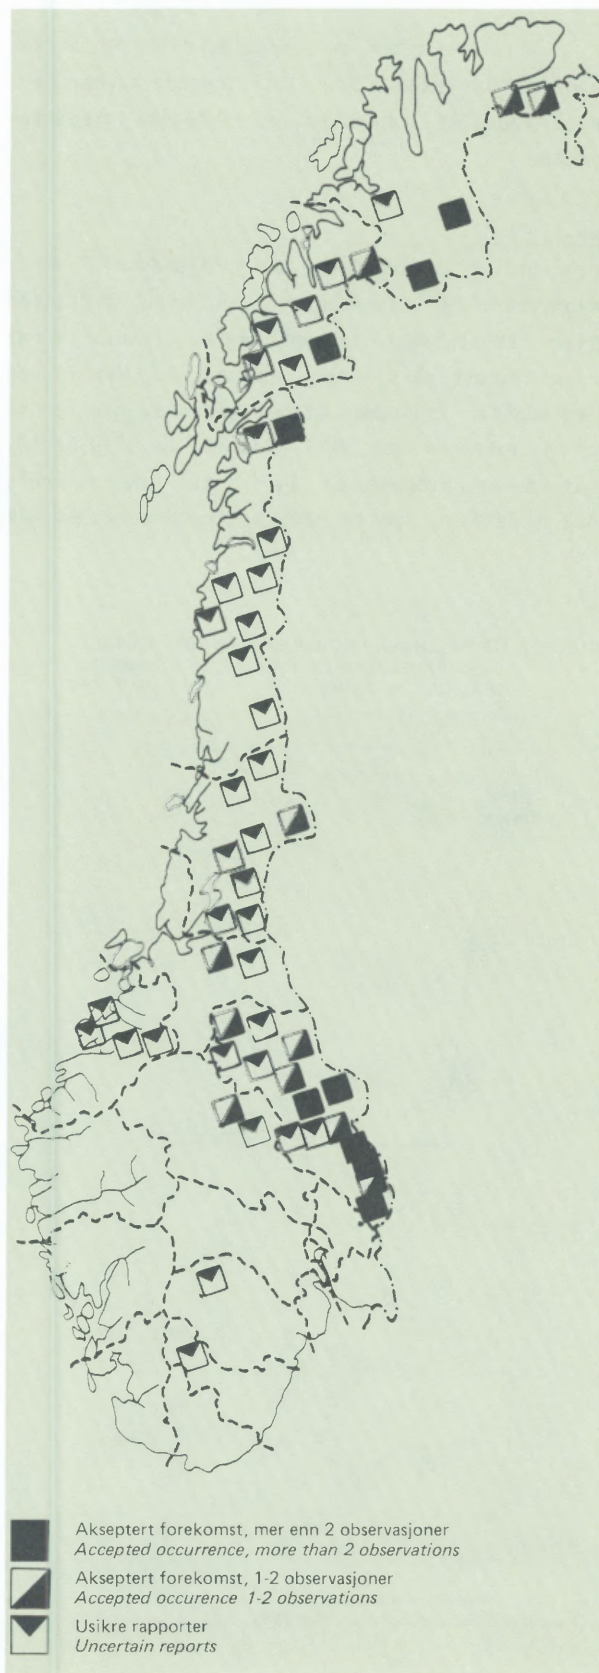 Akseptert forekomst, mer enn 2 observasjoner
Accepted occurrence, more than 2 observations
Akseptert forekomst, 1-2 observasjoner
Accepted occurence 1-2 observations
Usikre rapporter
Uncertain reports